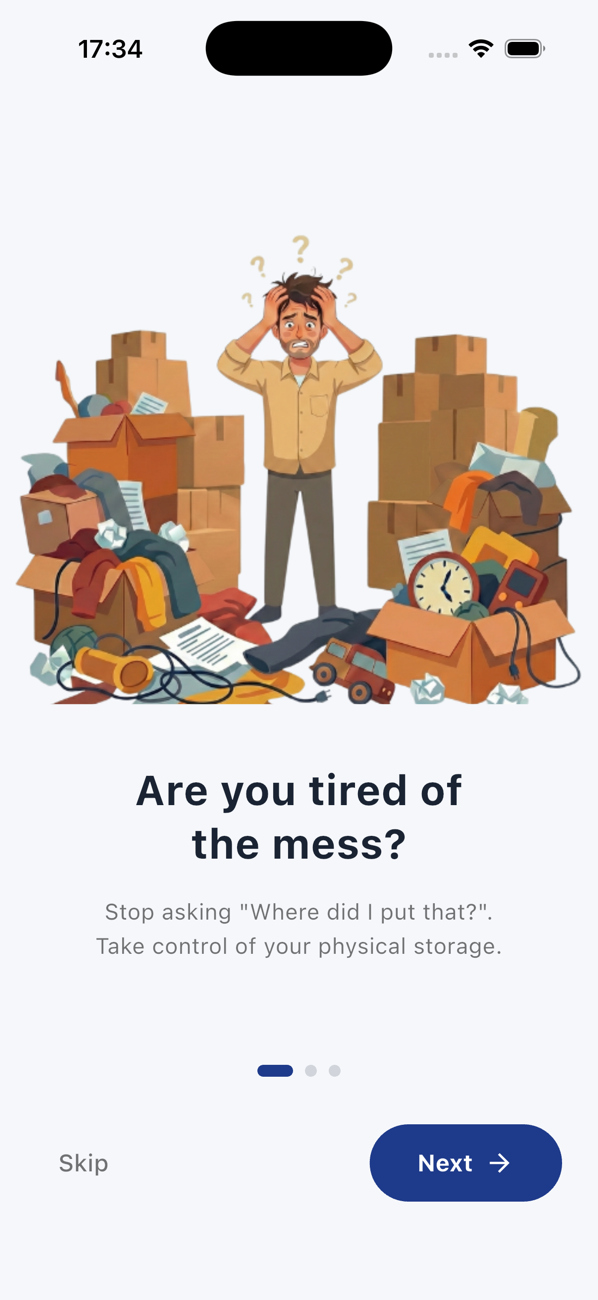 17:34
? ? ? ? ?
Are you tired of
the mess?
Stop asking "Where did I put that?".
Take control of your physical storage.
Skip
Next →